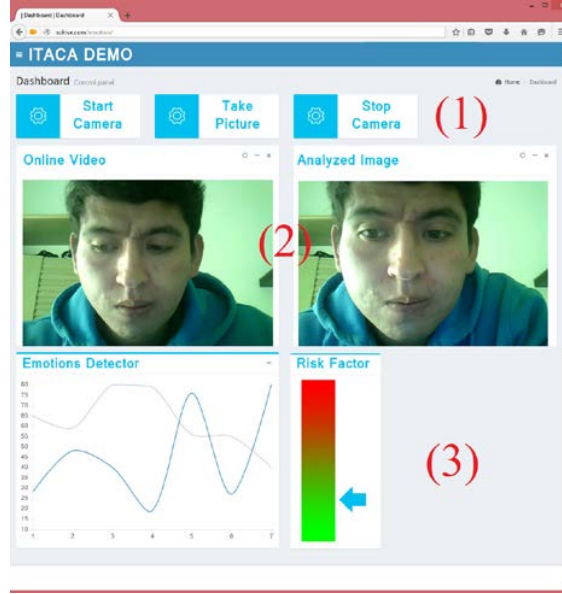 | Dashboard | Dashboard
≡ ITACA DEMO
Dashboard Control panel
Home Dashboard
Start
Camera
Take
Picture
Stop
Camera
(1)
Online Video
Analyzed Image
(2)
Emotions Detector
Risk Factor
80
75
70
65
60
55
50
45
40
35
30
25
20
15
10
1 2 3 4 5 6 7
(3)